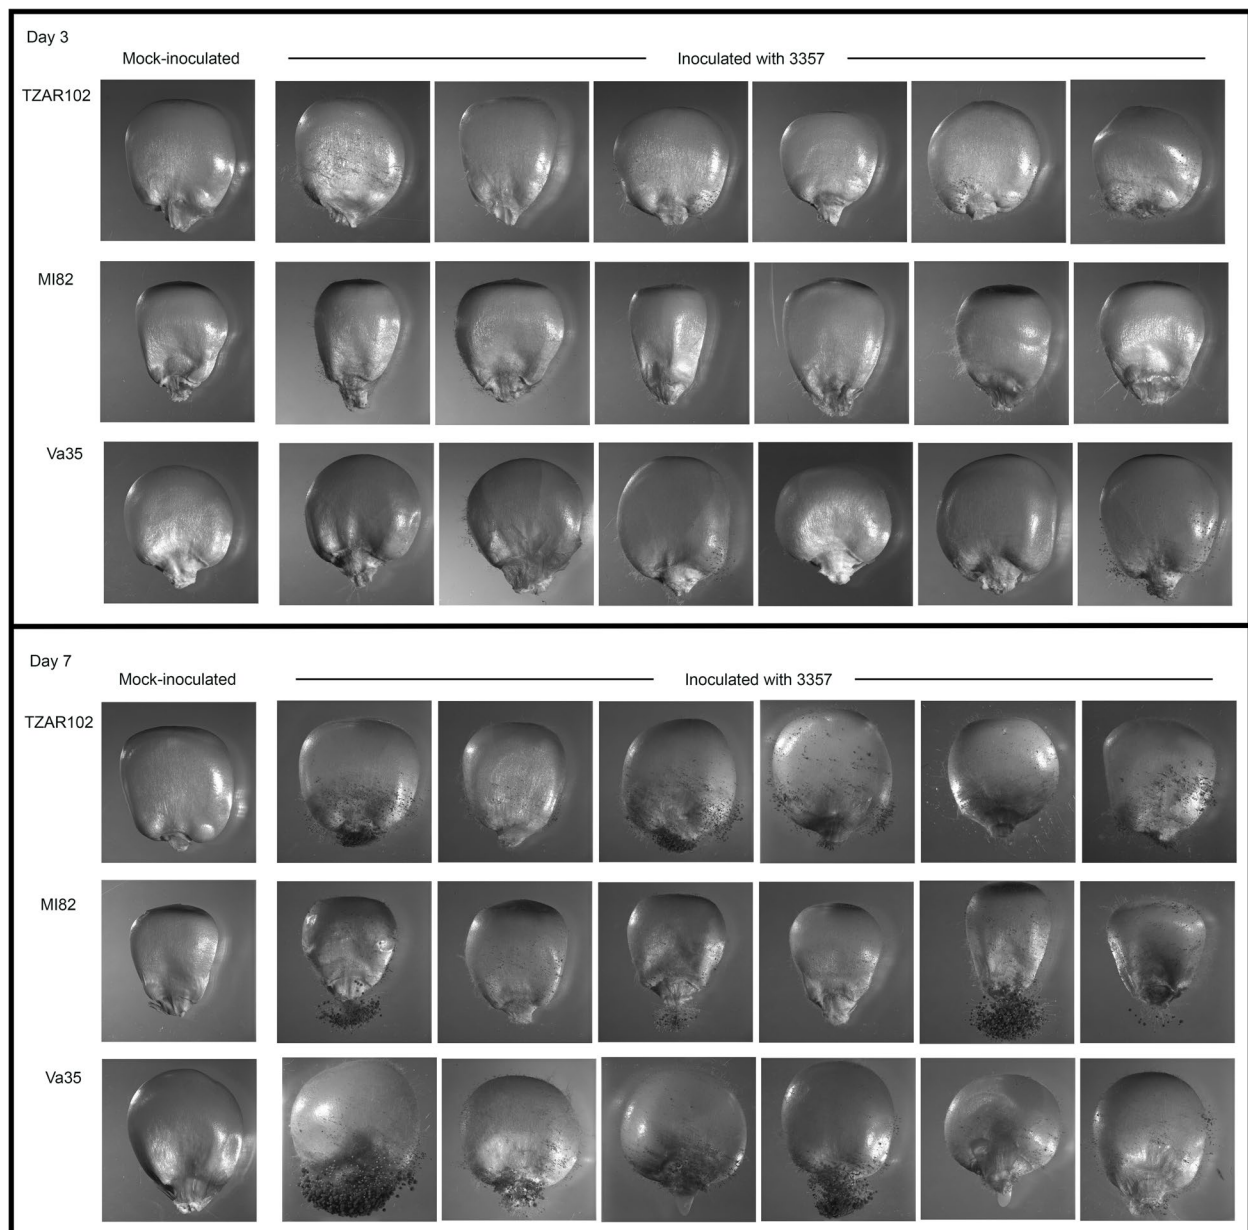 Day 3
Mock-inoculated Inoculated with 3357
TZAR102
MI82
Va35
Day 7
Mock-inoculated Inoculated with 3357
TZAR102
MI82
Va35